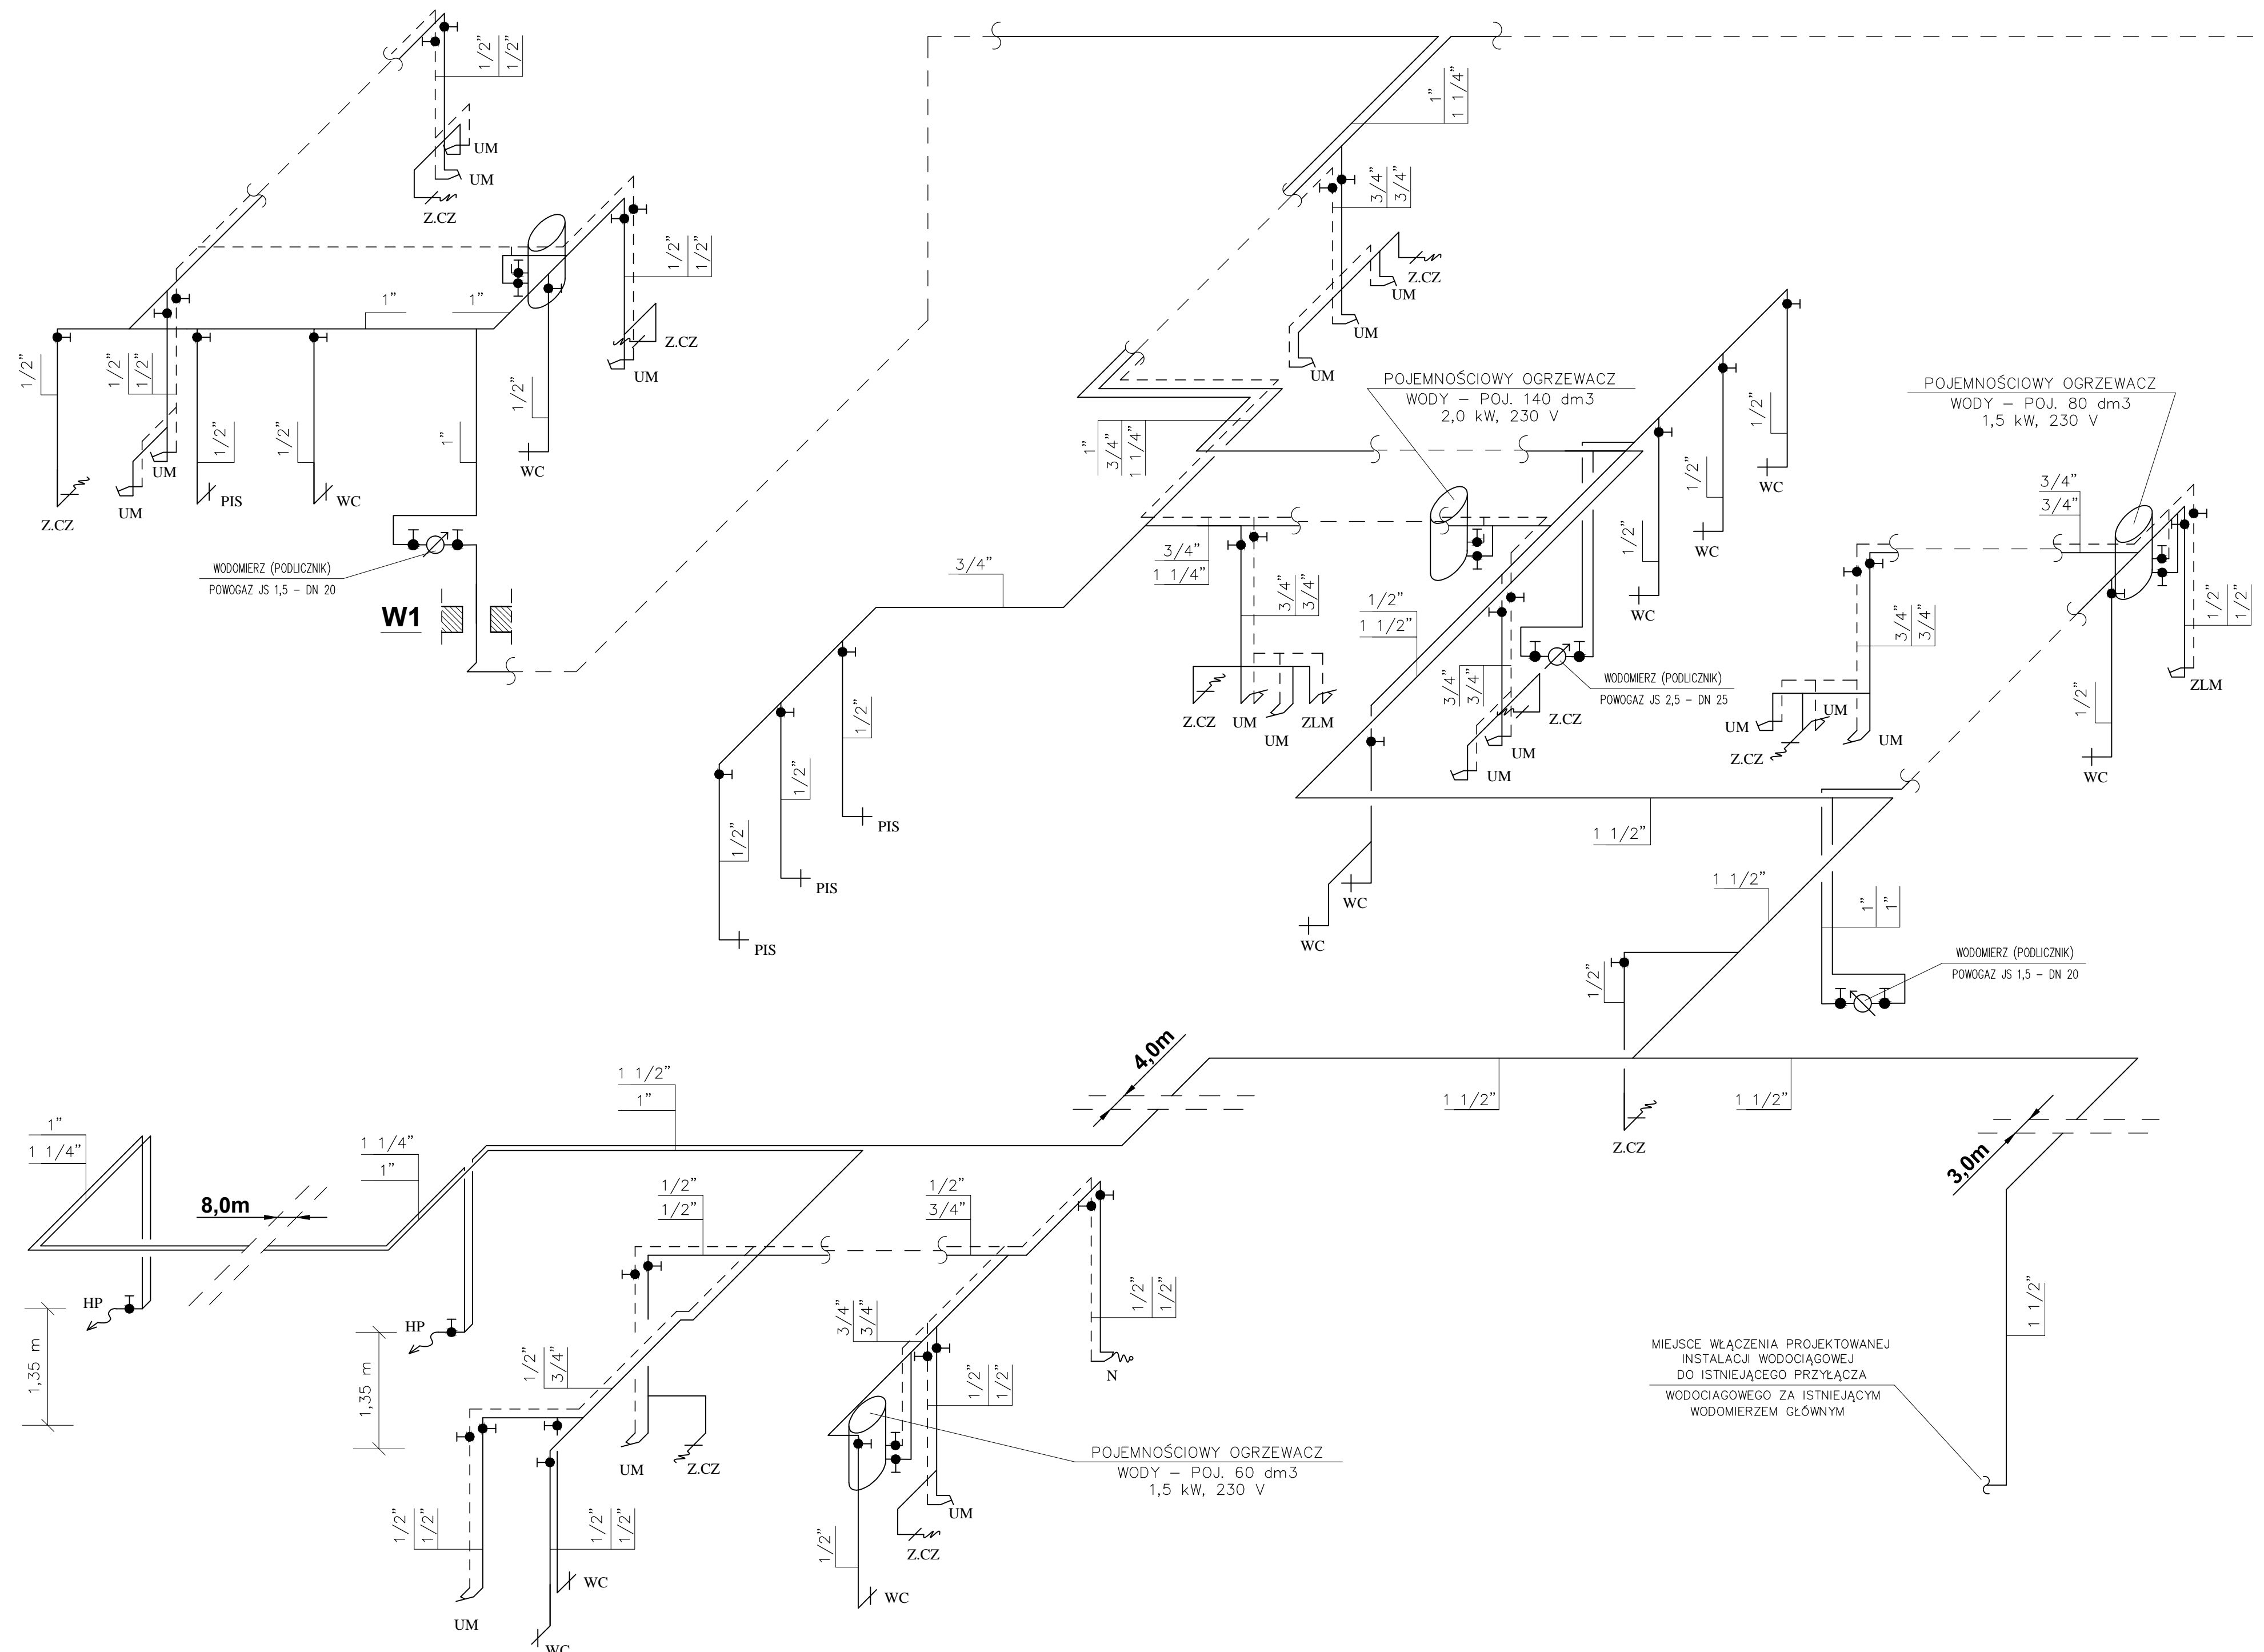 1/2"
1/2"
UM
UM
Z.CZ
1"
1 1/4"
3/4"
3/4"
Z.CZ
UM
UM
UM
1/2"
1/2"
Z.CZ
UM
1"
1"
1/2"
1/2"
1/2"
1/2"
1/2"
1"
1/2"
UM
UM
PIS
WC
WC
Z.CZ
WODOMIERZ (PODLICZNIK)
POWOGAZ JS 1,5 – DN 20
W1
POJEMNOŚCIOWY OGRZEWACZ
WODY – POJ. 140 dm3
2,0 kW, 230 V
POJEMNOŚCIOWY OGRZEWACZ
WODY – POJ. 80 dm3
1,5 kW, 230 V
1"
3/4"
1 1/4"
1/2"
WC
1/2"
WC
1/2"
WC
3/4"
3/4"
3/4"
3/4"
1 1/4"
3/4"
3/4"
1/2"
1 1/2"
3/4"
3/4"
1/2"
1/2"
ZLM
1/2"
WC
Z.CZ
UM
UM
ZLM
3/4"
3/4"
Z.CZ
UM
UM
WODOMIERZ (PODLICZNIK)
POWOGAZ JS 2,5 – DN 25
UM
UM
Z.CZ
UM
1/2"
1/2"
1/2"
PIS
PIS
PIS
1 1/2"
WC
WC
1 1/2"
1"
1"
1/2"
WODOMIERZ (PODLICZNIK)
POWOGAZ JS 1,5 – DN 20
4,0m
1 1/2"
1"
1 1/2"
1 1/2"
Z.CZ
3,0m
1"
1 1/4"
1 1/4"
1"
8,0m
1/2"
1/2"
1/2"
3/4"
HP
1,35 m
HP
1,35 m
3/4"
3/4"
1/2"
1/2"
N
1/2"
3/4"
1/2"
1/2"
1 1/2"
MIEJSCE WŁĄCZENIA PROJEKTOWANEJ
INSTALACJI WODOCIĄGOWEJ
DO ISTNIEJĄCEGO PRZYŁĄCZA
WODOCIAGOWEGO ZA ISTNIEJĄCYM
WODOMIERZEM GŁÓWNYM
UM
Z.CZ
POJEMNOŚCIOWY OGRZEWACZ
WODY – POJ. 60 dm3
1,5 kW, 230 V
UM
Z.CZ
1/2"
1/2"
1/2"
1/2"
1/2"
WC
WC
UM
WC